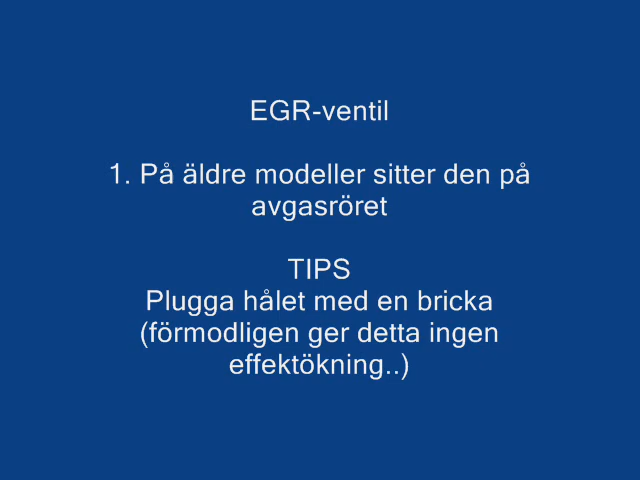 EGR-ventil
1. På äldre modeller sitter den på
avgasröret
TIPS
Plugga hålet med en bricka
(förmodligen ger detta ingen
effektökning..)